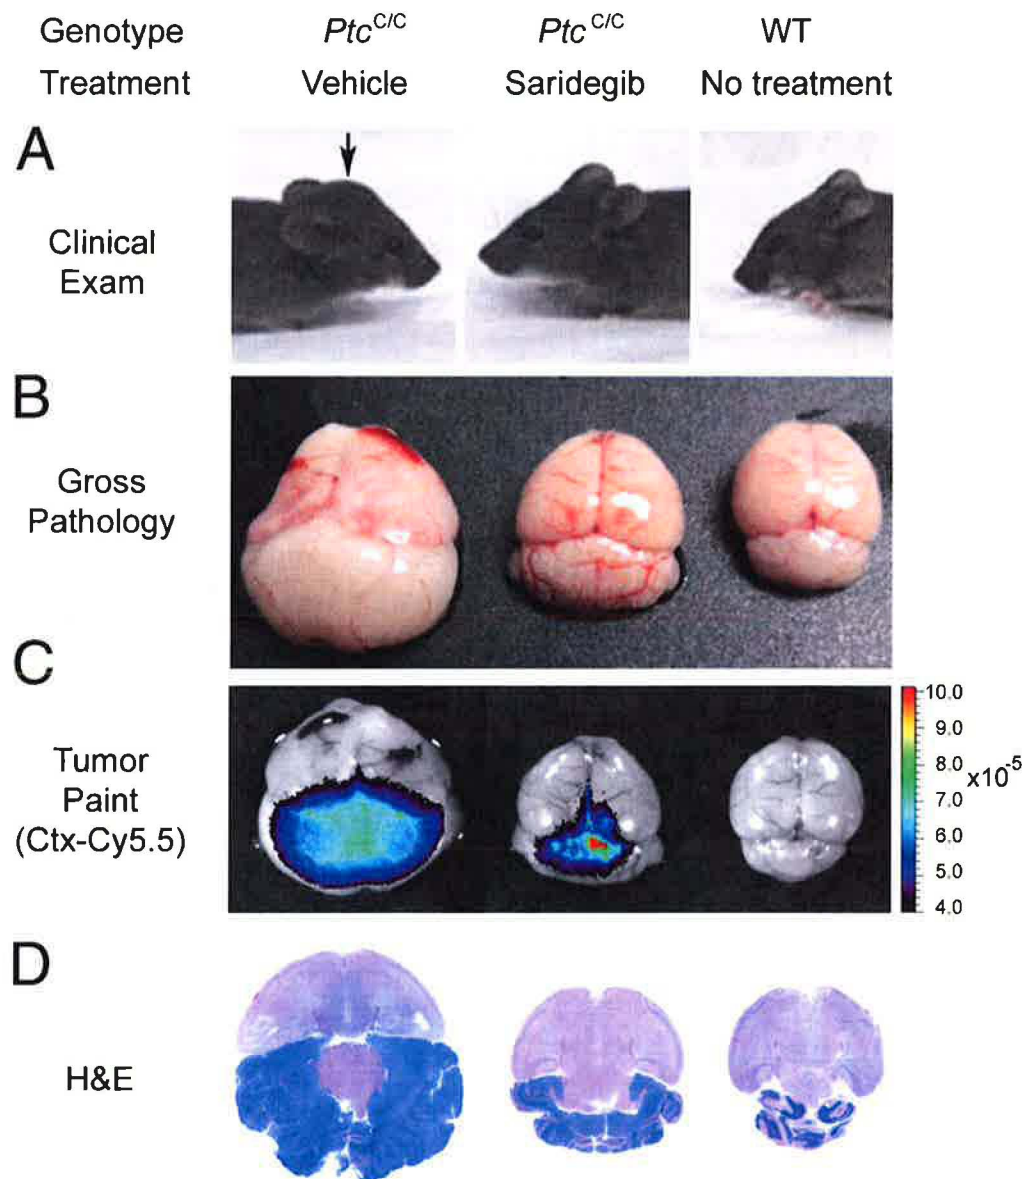 Genotype Ptc^C/C Ptc^C/C WT
Treatment Vehicle Saridegib No treatment
A
Clinical
Exam
B
Gross
Pathology
C
Tumor
Paint
(Ctx-Cy5.5)
10.0
9.0
8.0
7.0
6.0
5.0
4.0
x10^-5
D
H&E